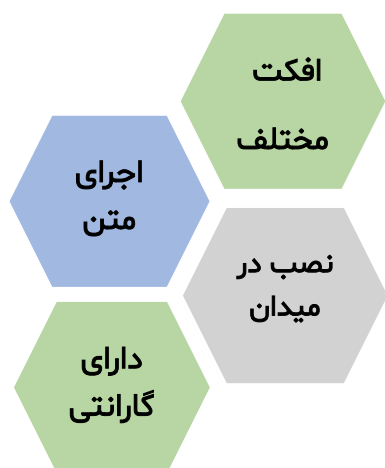 افکت
مختلف
اجرای
متن
نصب در
میدان
دارای
گارانتی